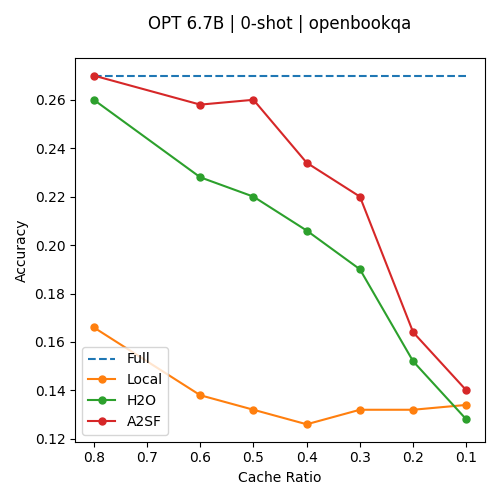 OPT 6.7B | 0-shot | openbookqa
Accuracy
0.26
0.24
0.22
0.20
0.18
0.16
0.14
0.12
Full
Local
H2O
A2SF
0.8 0.7 0.6 0.5 0.4 0.3 0.2 0.1
Cache Ratio